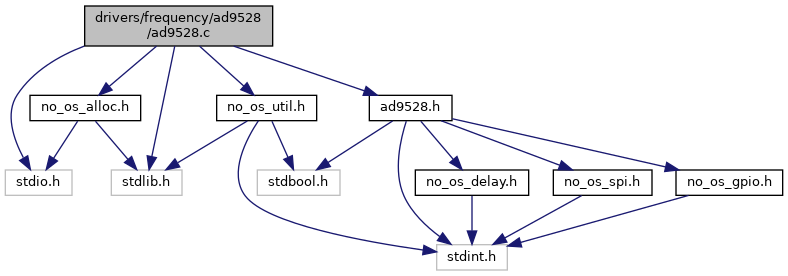 drivers/frequency/ad9528
/ad9528.c
no_os_alloc.h
no_os_util.h
ad9528.h
stdio.h
stdlib.h
stdbool.h
no_os_delay.h
no_os_spi.h
no_os_gpio.h
stdint.h